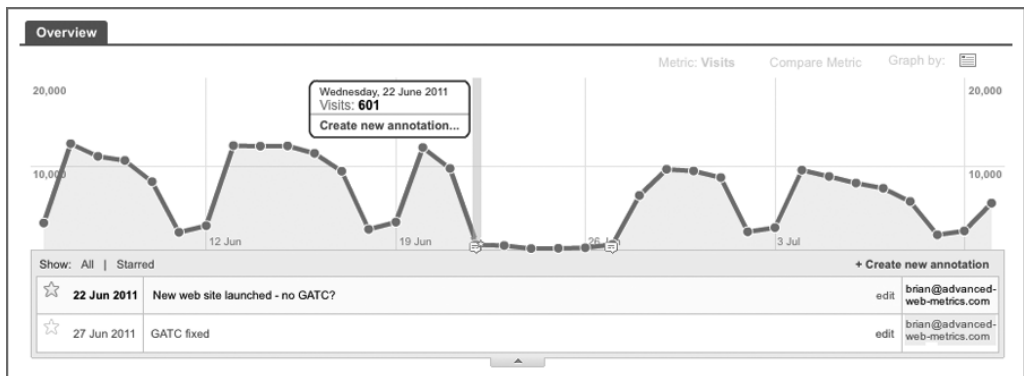 Overview
Metric: Visits Compare Metric Graph by:
20,000 20,000
Wednesday, 22 June 2011
Visits: 601
Create new annotation...
10,000 10,000
12 Jun 19 Jun 3 Jul
Show: All | Starred + Create new annotation
22 Jun 2011 New web site launched - no GATC? edit brian@advanced-
web-metrics.com
27 Jun 2011 GATC fixed edit brian@advanced-
web-metrics.com